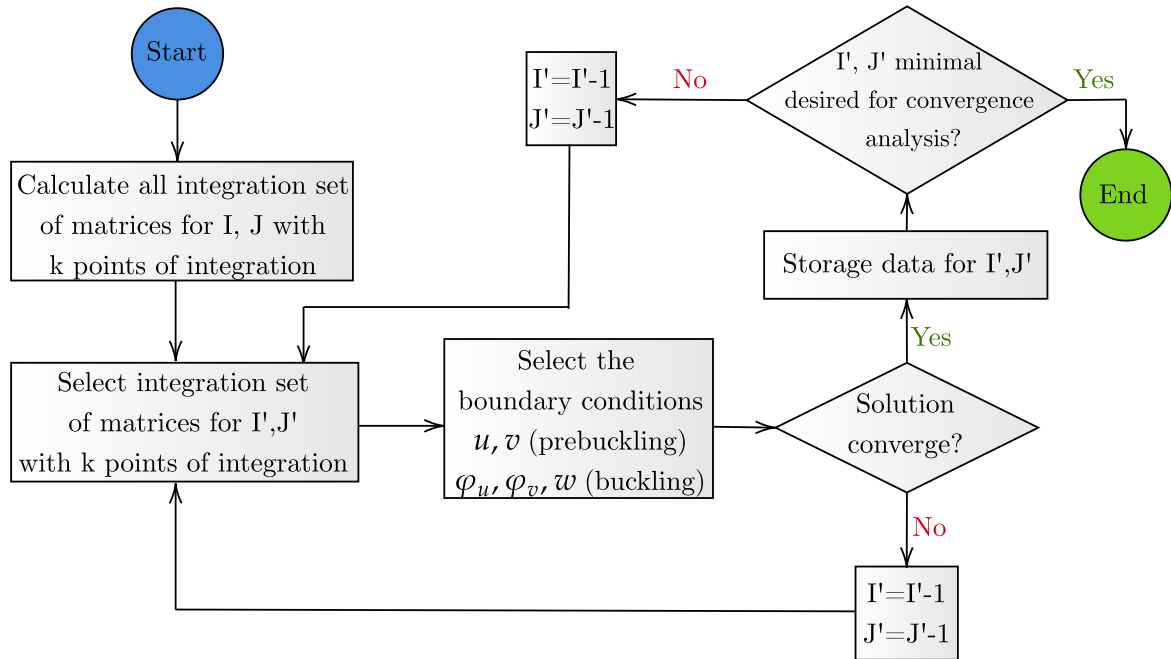 Start
Calculate all integration set
of matrices for I, J with
k points of integration
Select integration set
of matrices for I',J'
with k points of integration
Select the
boundary conditions
u, v (prebuckling)
φu, φv, w (buckling)
Solution
converge?
Yes
No
I'=I'-1
J'=J'-1
Storage data for I',J'
I', J' minimal
desired for convergence
analysis?
No
Yes
I'=I'-1
J'=J'-1
End